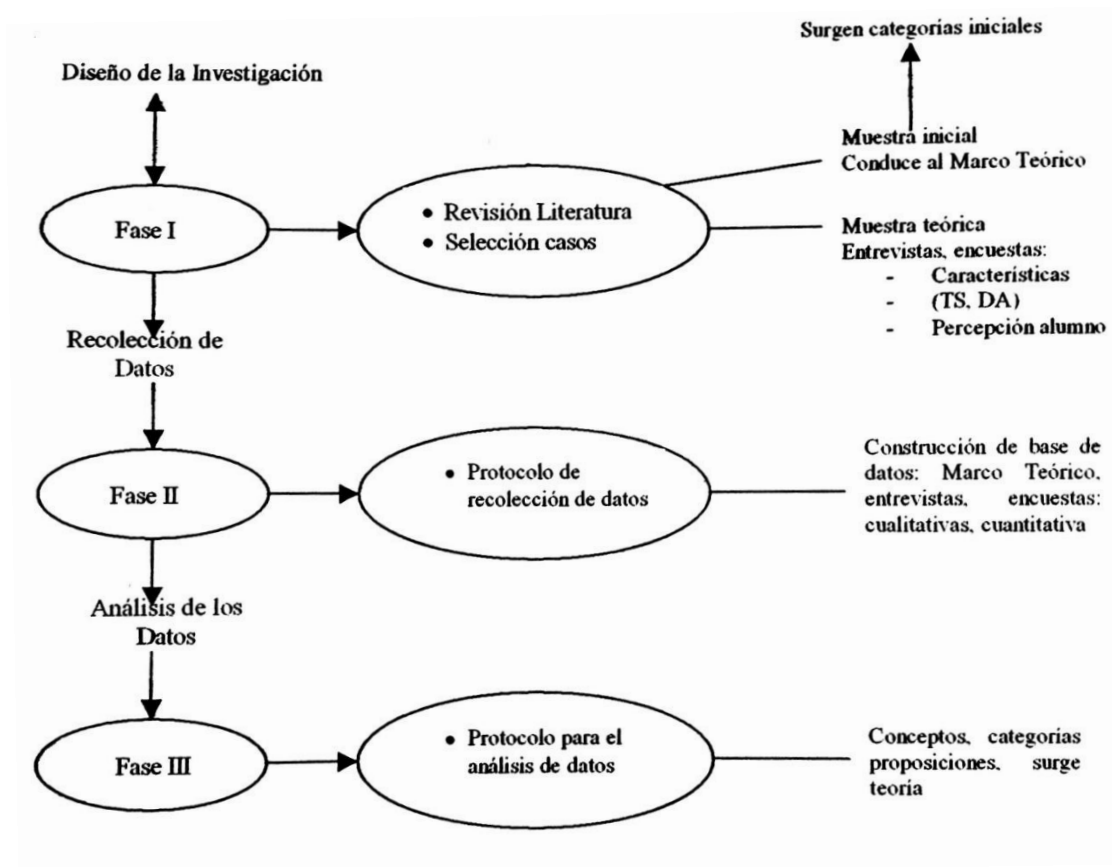 Surgen categorías iniciales
Diseño de la Investigación
Muestra inicial
Conduce al Marco Teórico
Fase I
• Revisión Literatura
• Selección casos
Muestra teórica
Entrevistas, encuestas:
- Características
- (TS, DA)
- Percepción alumno
Recolección de
Datos
Fase II
• Protocolo de
recolección de datos
Construcción de base de
datos: Marco Teórico,
entrevistas, encuestas:
cualitativas, cuantitativa
Análisis de los
Datos
Fase III
• Protocolo para el
análisis de datos
Conceptos, categorías
proposiciones, surge
teoría